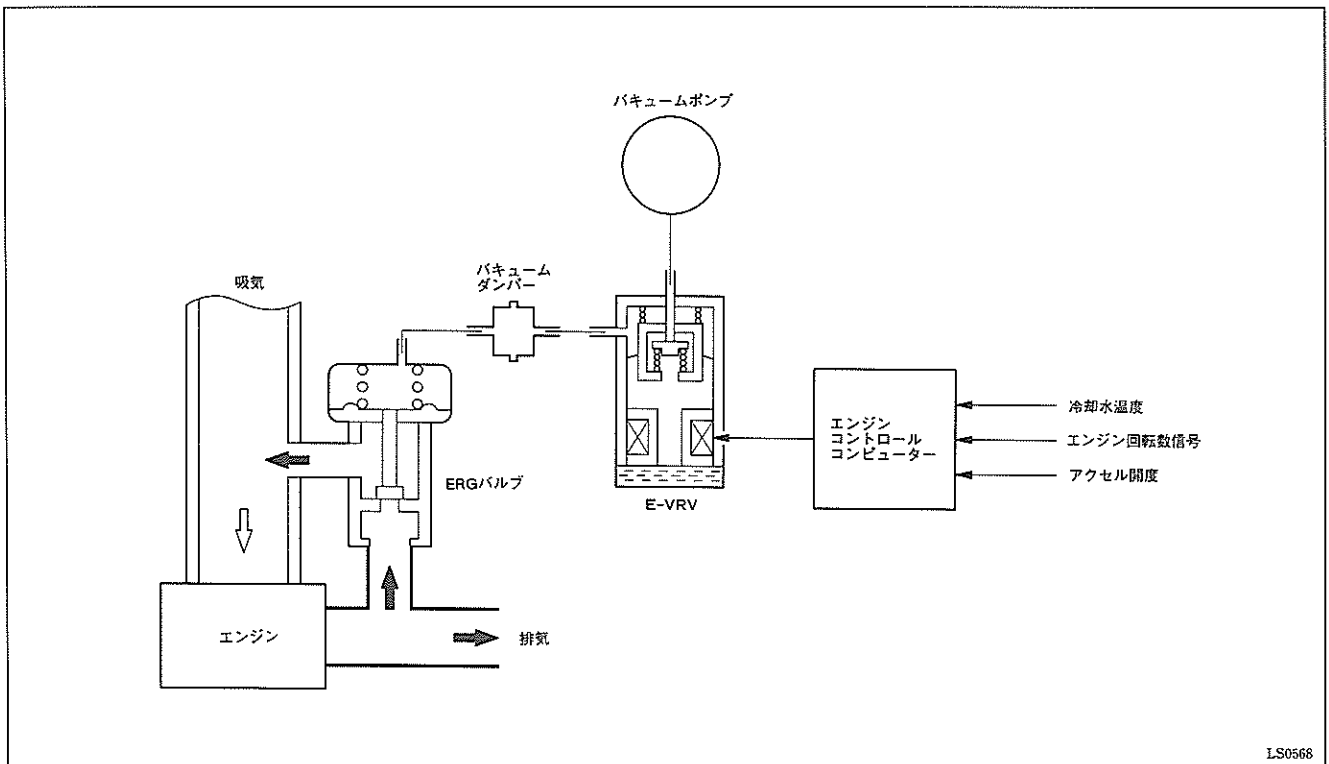 バキュームポンプ
バキューム
ダンパー
吸気
ERGバルブ
E-VRV
エンジン
コントロール
コンピューター
冷却水温度
エンジン回転数信号
アクセル開度
エンジン
排気
LS0568